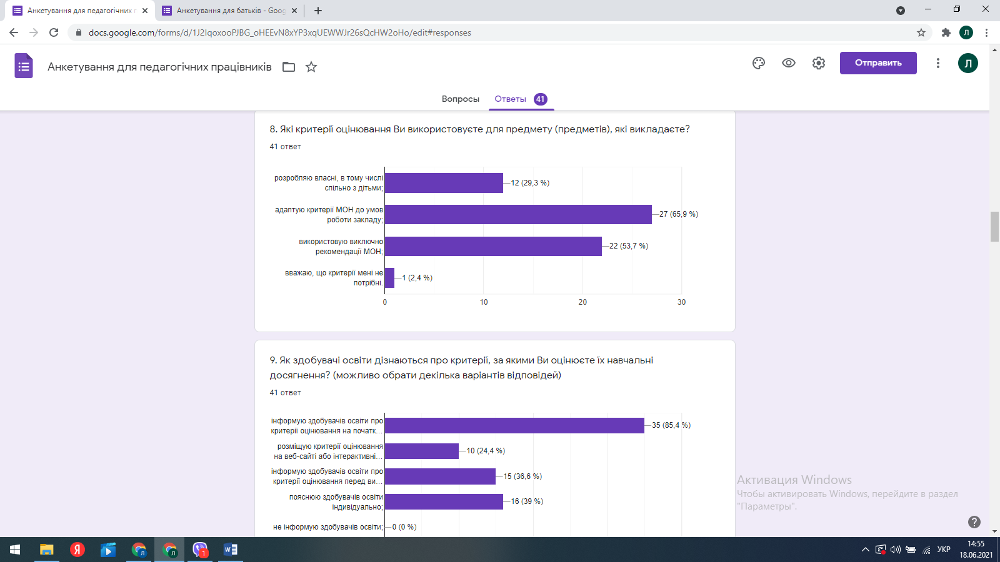 Анкетування для педагогічних г
Анкетування для батьків - Goog
docs.google.com/forms/d/1J2IqoxooPJBG_oHEEvN8xYP3xqUEWWJr26sQcHW2oHo/edit#responses
Л
Анкетування для педагогічних працівників
Отправить
Л
Вопросы
Ответы 41
8. Які критерії оцінювання Ви використовуєте для предмету (предметів), які викладаєте?
41 ответ
розробляю власні, в тому числі
спільно з дітьми;
12 (29,3 %)
адаптую критерії МОН до умов
роботи закладу;
27 (65,9 %)
використовую виключно
рекомендації МОН;
22 (53,7 %)
вважаю, що критерії мені не
потрібні.
1 (2,4 %)
0 10 20 30
9. Як здобувачі освіти дізнаються про критерії, за якими Ви оцінюєте їх навчальні
досягнення? (можливо обрати декілька варіантів відповідей)
41 ответ
інформую здобувачів освіти про
критерії оцінювання на початк...
35 (85,4 %)
розміщую критерії оцінювання
на веб-сайті або інтерактивні...
10 (24,4 %)
інформую здобувачів освіти про
критерії оцінювання перед ви...
15 (36,6 %)
пояснюю здобувачів освіти
індивідуально;
16 (39 %)
не інформую здобувачів освіти;
0 (0 %)
Активация Windows
Чтобы активировать Windows, перейдите в раздел
"Параметры".
?
Я
Л
Л
1
W
УКР
14:55
18.06.2021